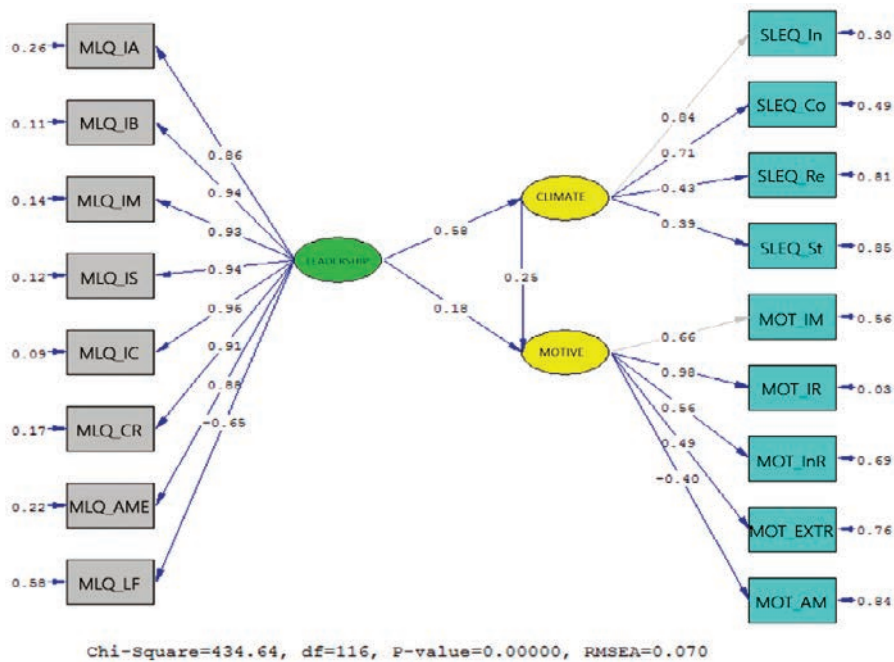 0.26
MLQ_IA
0.11
MLQ_IB
0.14
MLQ_IM
0.12
MLQ_IS
0.09
MLQ_IC
0.17
MLQ_CR
0.22
MLQ_AME
0.58
MLQ_LF
0.86
0.94
0.93
0.94
0.96
0.91
0.88
-0.65
LEADERSHIP
0.58
0.18
CLIMATE
0.25
MOTIVE
0.84
0.71
0.43
0.39
0.66
0.98
0.56
0.49
-0.40
SLEQ_In
0.30
SLEQ_Co
0.49
SLEQ_Re
0.81
SLEQ_St
0.85
MOT_IM
0.56
MOT_IR
0.03
MOT_InR
0.69
MOT_EXTR
0.76
MOT_AM
0.84
Chi-Square=434.64, df=116, P-value=0.00000, RMSEA=0.070